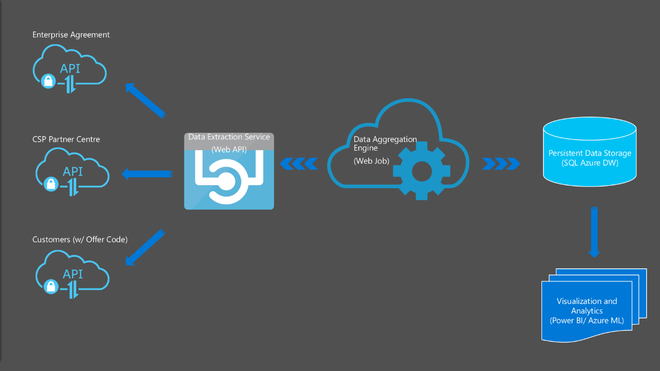 Enterprise Agreement
API
CSP Partner Centre
API
Customers (w/ Offer Code)
API
Data Extraction Service
(Web API)
Data Aggregation
Engine
(Web Job)
Persistent Data Storage
(SQL Azure DW)
Visualization and
Analytics
(Power BI/ Azure ML)